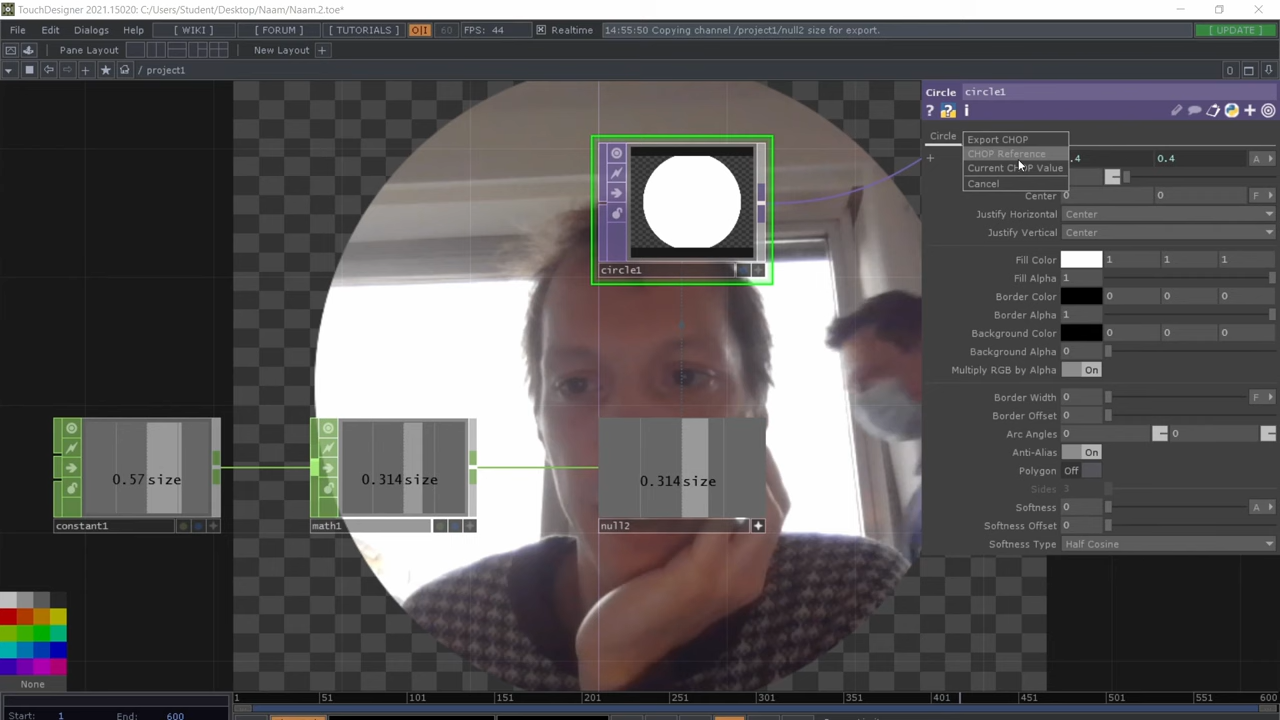 TouchDesigner 2021.15020: C:/Users/Student/Desktop/Naam/Naam.2.toe*
File Edit Dialogs Help [ WIKI ] [ FORUM ] [ TUTORIALS ] O|I 60 FPS: 44 Realtime 14:55:50 Copying channel /project1/null2 size for export. [ UPDATE ]
Pane Layout New Layout +
/ project1 0
Circle circle1
? ? i
Circle
Export CHOP
CHOP Reference
Current CHOP Value
Cancel
.4 0.4 A
Center 0 0 F
Justify Horizontal Center
Justify Vertical Center
Fill Color 1 1 1
Fill Alpha 1
Border Color 0 0 0
Border Alpha 1
Background Color 0 0 0
Background Alpha 0
Multiply RGB by Alpha On
Border Width 0 F
Border Offset 0
Arc Angles 0 0
Anti-Alias On
Polygon Off
Sides 3
Softness 0 A
Softness Offset 0
Softness Type Half Cosine
circle1
0.57 size
constant1
0.314 size
math1
0.314 size
null2
None
1 51 101 151 201 251 301 351 401 451 501 551 600
Start: 1 End: 600